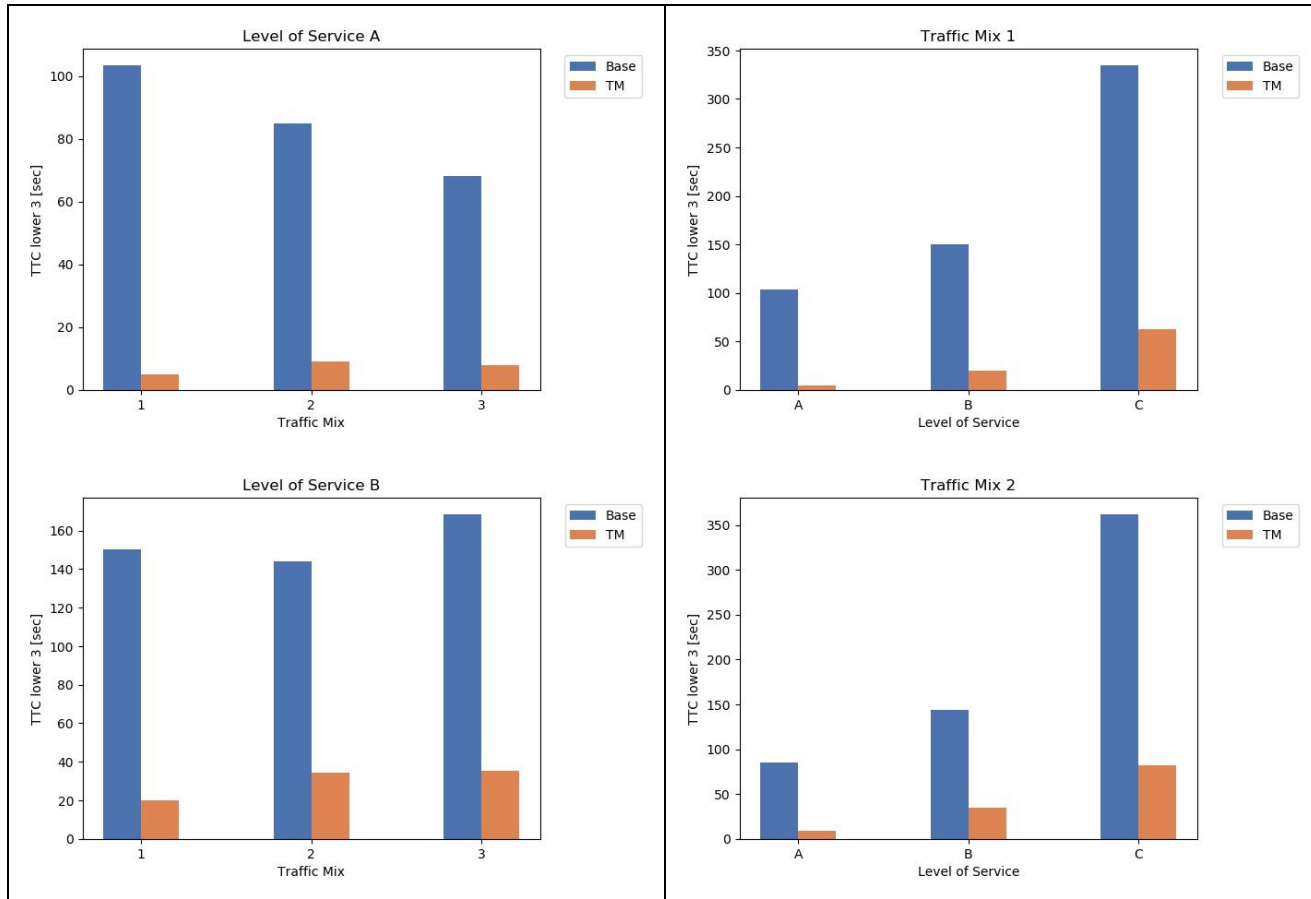 Level of Service A
Base
TM
TTC lower 3 [sec]
100
80
60
40
20
0
1 2 3
Traffic Mix
Traffic Mix 1
Base
TM
TTC lower 3 [sec]
350
300
250
200
150
100
50
0
A B C
Level of Service
Level of Service B
Base
TM
TTC lower 3 [sec]
160
140
120
100
80
60
40
20
0
1 2 3
Traffic Mix
Traffic Mix 2
Base
TM
TTC lower 3 [sec]
350
300
250
200
150
100
50
0
A B C
Level of Service